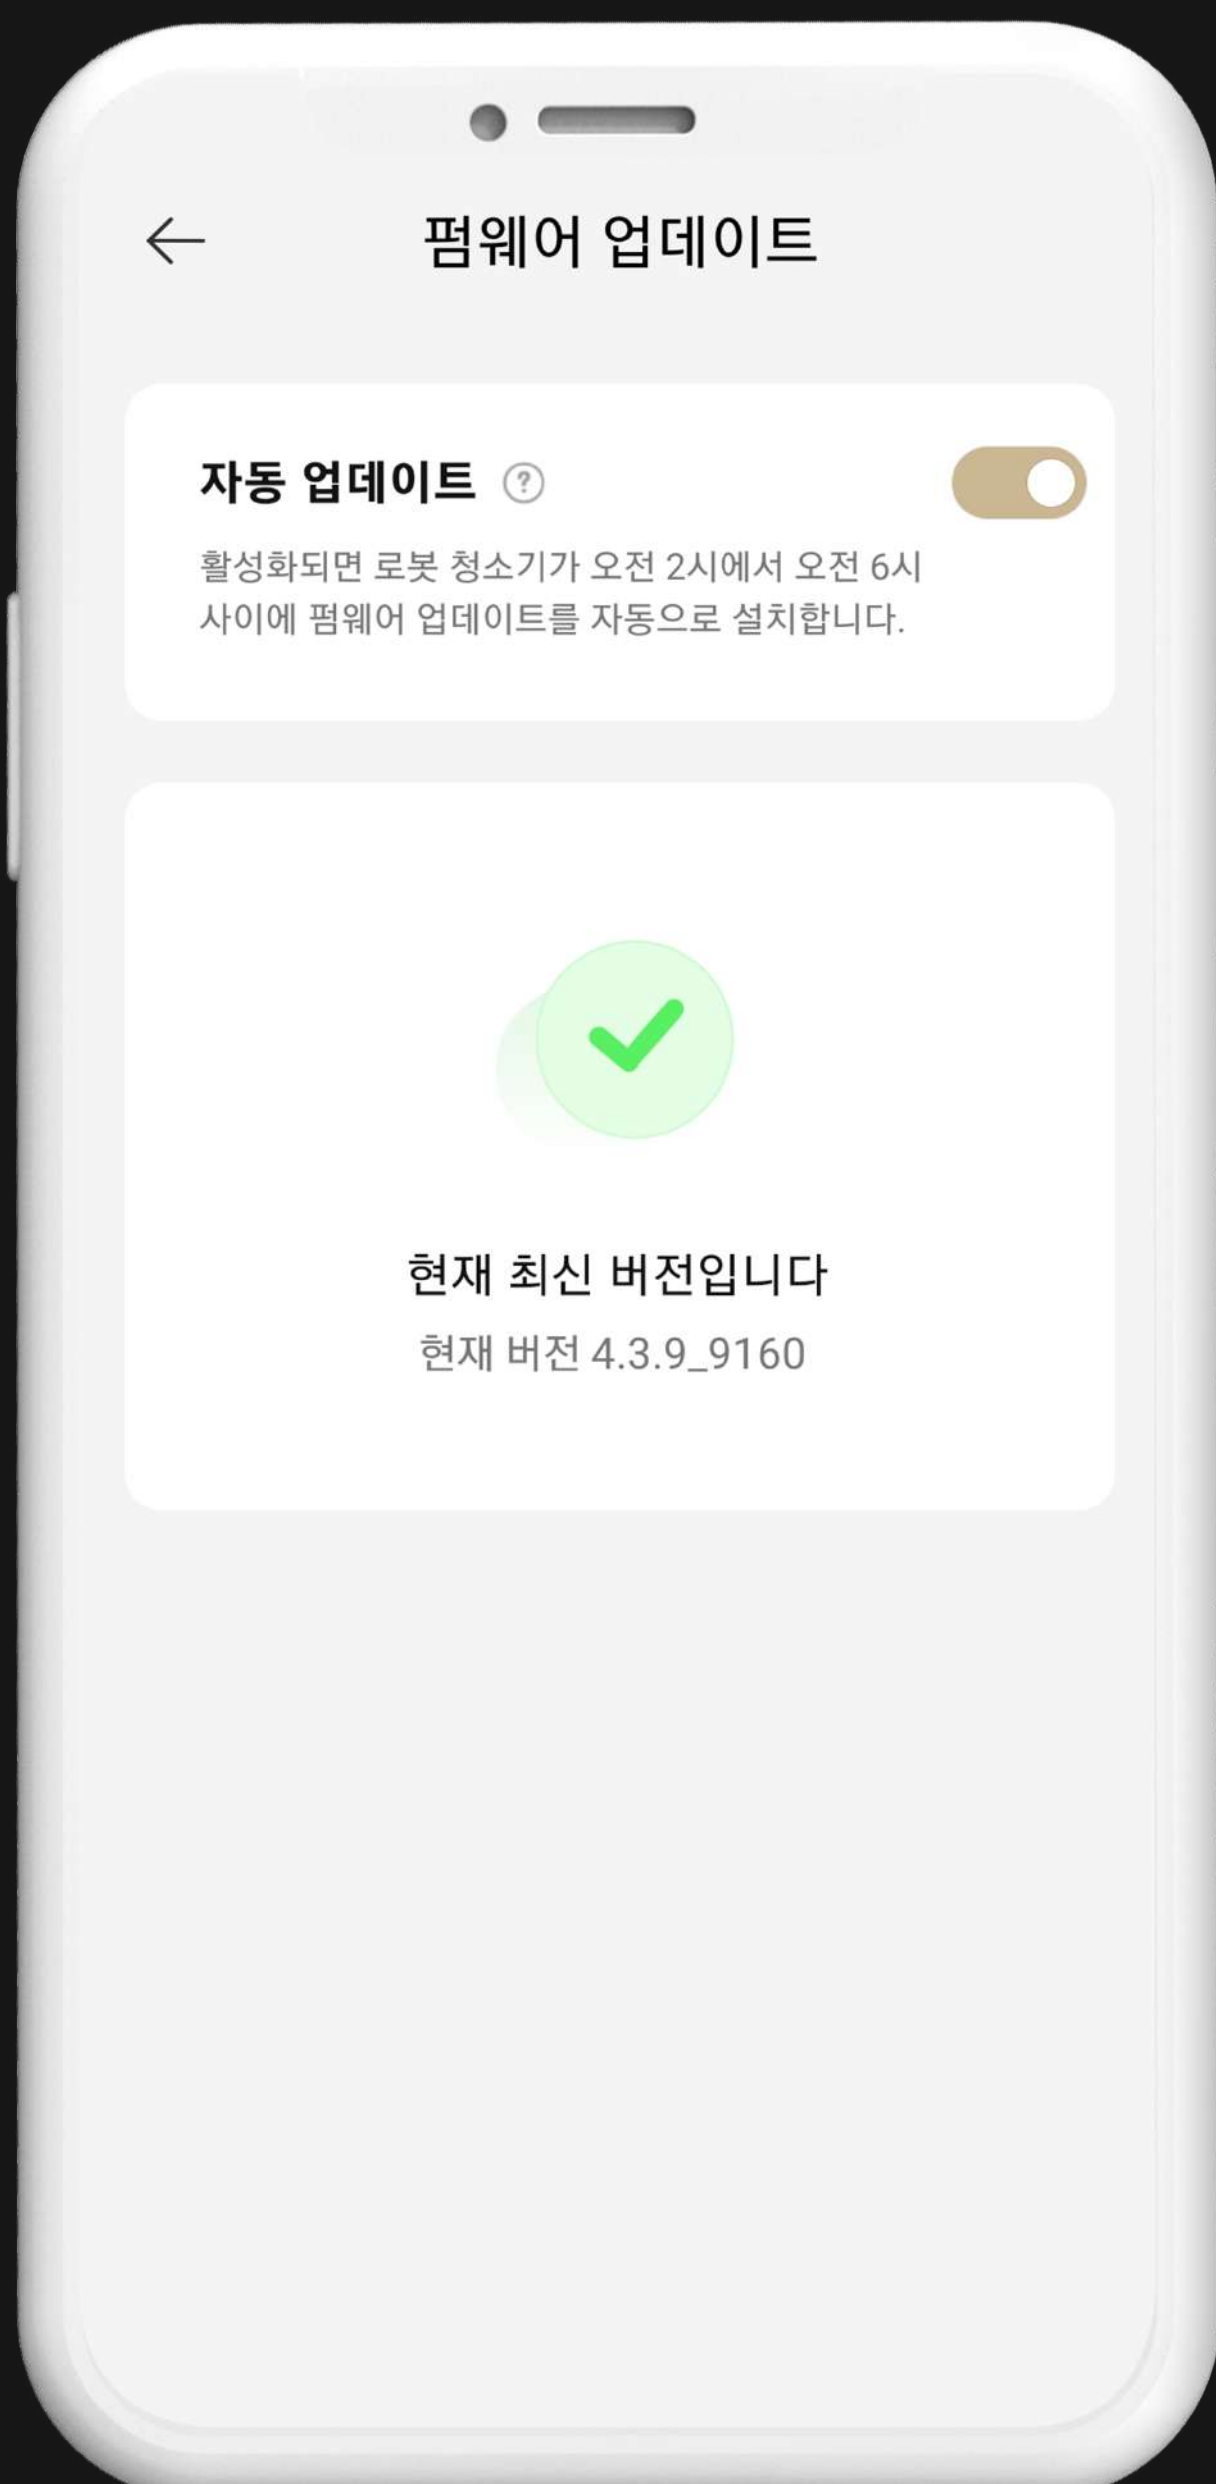 펌웨어 업데이트
자동 업데이트 ?
활성화되면 로봇 청소기가 오전 2시에서 오전 6시
사이에 펌웨어 업데이트를 자동으로 설치합니다.
현재 최신 버전입니다
현재 버전 4.3.9_9160